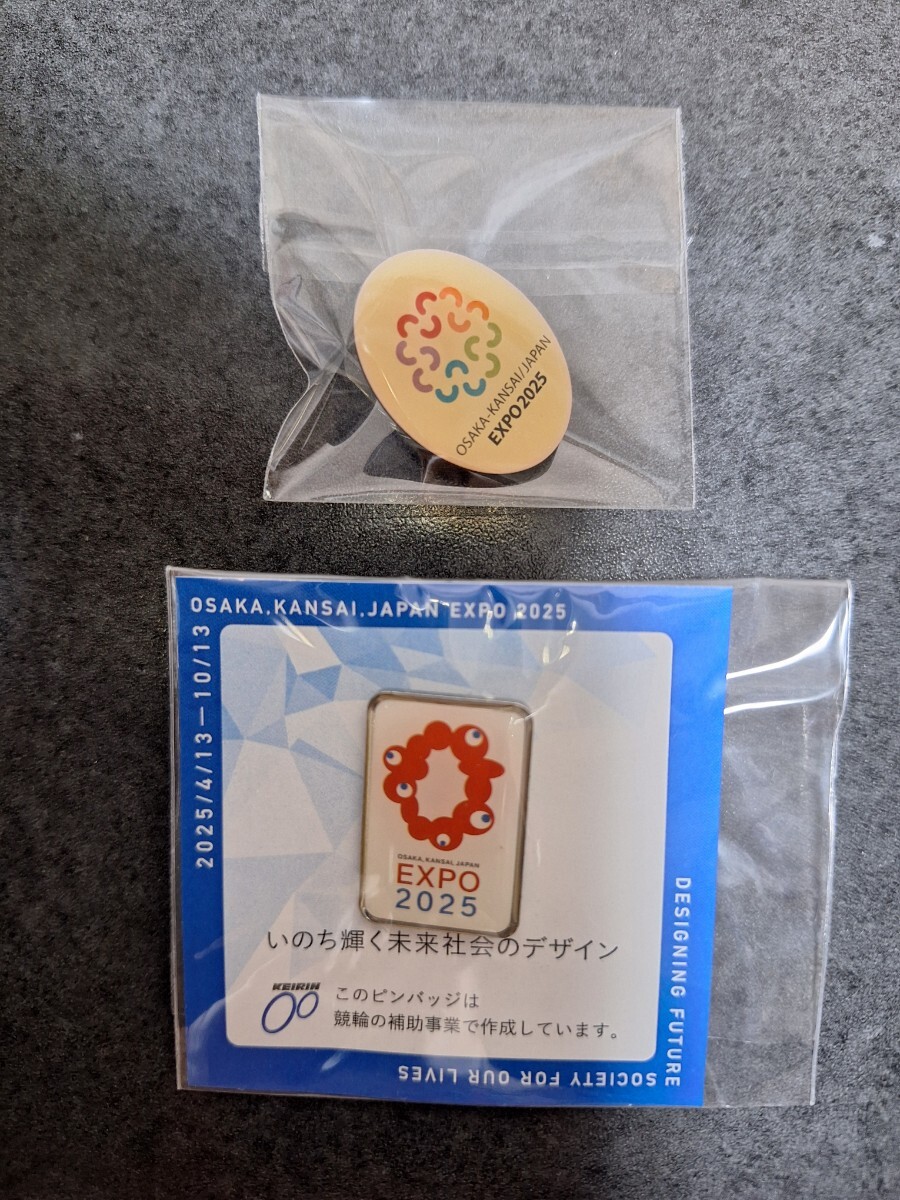 OSAKA-KANSAI/JAPAN
EXPO2025
OSAKA,KANSAI,JAPAN EXPO 2025
2025/4/13－10/13
OSAKA, KANSAI, JAPAN
EXPO
2025
いのち輝く未来社会のデザイン
KEIRIN
このピンバッジは
競輪の補助事業で作成しています。
DESIGNING FUTURE
SOCIETY FOR OUR LIVES